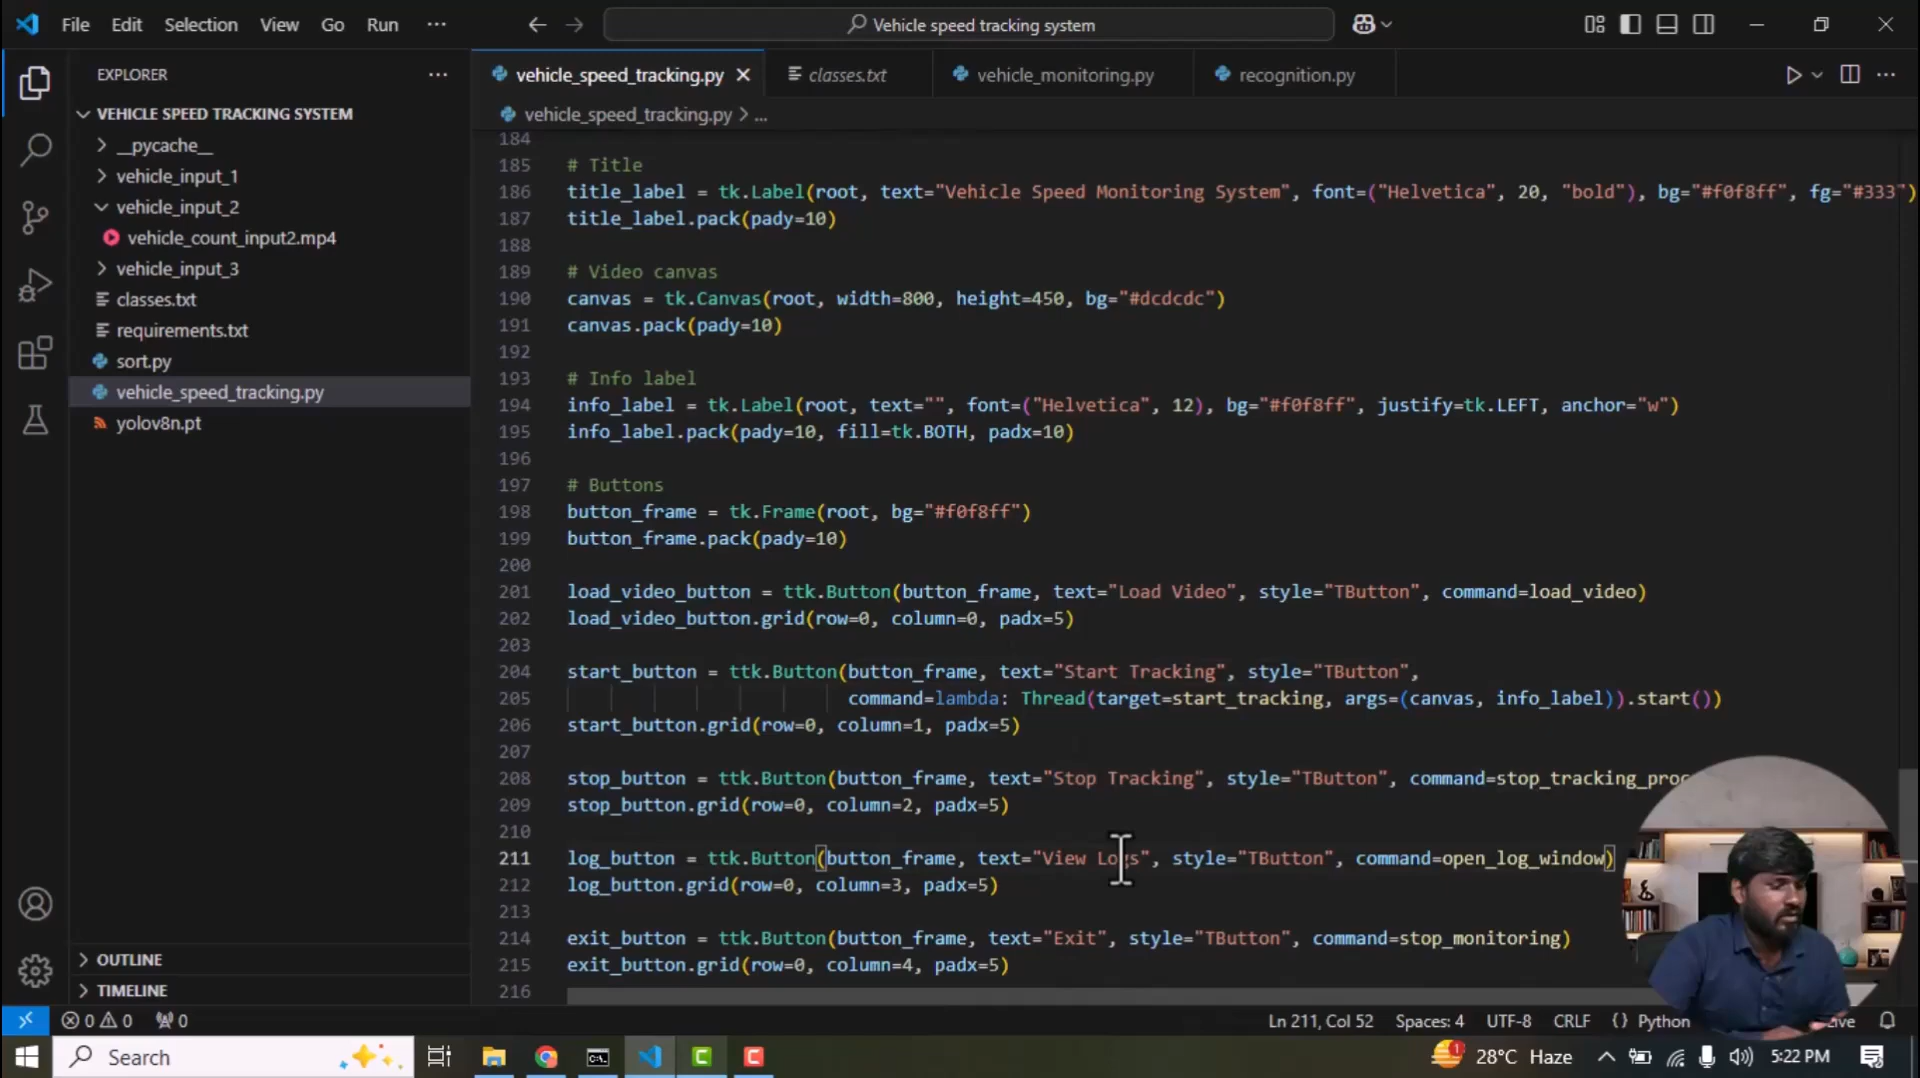 File Edit Selection View Go Run ···
Vehicle speed tracking system
EXPLORER
vehicle_speed_tracking.py
classes.txt
vehicle_monitoring.py
recognition.py
VEHICLE SPEED TRACKING SYSTEM
__pycache__
vehicle_input_1
vehicle_input_2
vehicle_count_input2.mp4
vehicle_input_3
classes.txt
requirements.txt
sort.py
vehicle_speed_tracking.py
yolov8n.pt
OUTLINE
TIMELINE
vehicle_speed_tracking.py > ...
184
185 # Title
186 title_label = tk.Label(root, text="Vehicle Speed Monitoring System", font=("Helvetica", 20, "bold"), bg="#f0f8ff", fg="#333")
187 title_label.pack(pady=10)
188
189 # Video canvas
190 canvas = tk.Canvas(root, width=800, height=450, bg="#dcdcdc")
191 canvas.pack(pady=10)
192
193 # Info label
194 info_label = tk.Label(root, text="", font=("Helvetica", 12), bg="#f0f8ff", justify=tk.LEFT, anchor="w")
195 info_label.pack(pady=10, fill=tk.BOTH, padx=10)
196
197 # Buttons
198 button_frame = tk.Frame(root, bg="#f0f8ff")
199 button_frame.pack(pady=10)
200
201 load_video_button = ttk.Button(button_frame, text="Load Video", style="TButton", command=load_video)
202 load_video_button.grid(row=0, column=0, padx=5)
203
204 start_button = ttk.Button(button_frame, text="Start Tracking", style="TButton",
205 command=lambda: Thread(target=start_tracking, args=(canvas, info_label)).start())
206 start_button.grid(row=0, column=1, padx=5)
207
208 stop_button = ttk.Button(button_frame, text="Stop Tracking", style="TButton", command=stop_tracking_proc
209 stop_button.grid(row=0, column=2, padx=5)
210
211 log_button = ttk.Button(button_frame, text="View Logs", style="TButton", command=open_log_window)
212 log_button.grid(row=0, column=3, padx=5)
213
214 exit_button = ttk.Button(button_frame, text="Exit", style="TButton", command=stop_monitoring)
215 exit_button.grid(row=0, column=4, padx=5)
216
0 0 0 Ln 211, Col 52 Spaces: 4 UTF-8 CRLF {} Python
Search 28°C Haze 5:22 PM